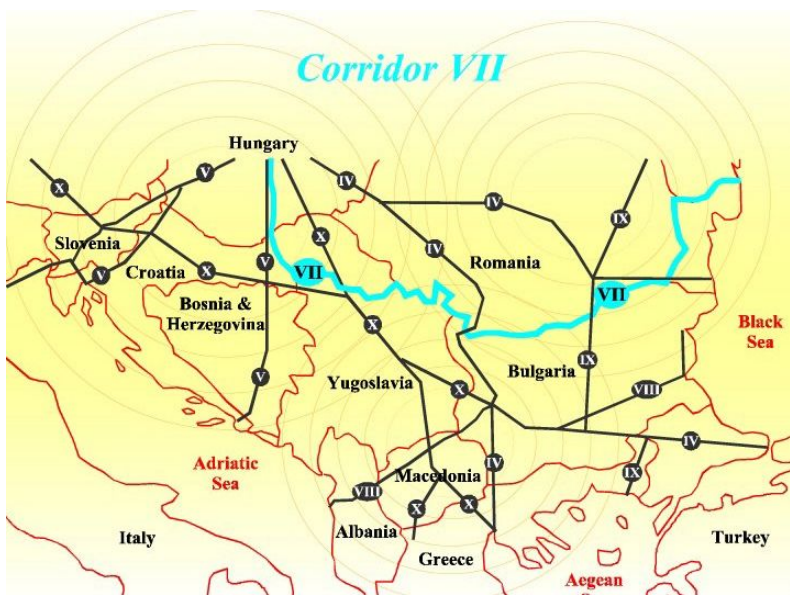 Corridor VII
Hungary
V
X
IV
IV
IX
Slovenia
X
V
IV
Croatia
V
X
V
VII
Romania
VII
Bosnia &
Herzegovina
Black
Sea
X
IX
Yugoslavia
Bulgaria
V
X
VIII
IV
Adriatic
Sea
Macedonia
IV
IX
VIII
X
X
Albania
Italy
Greece
Turkey
Aegean